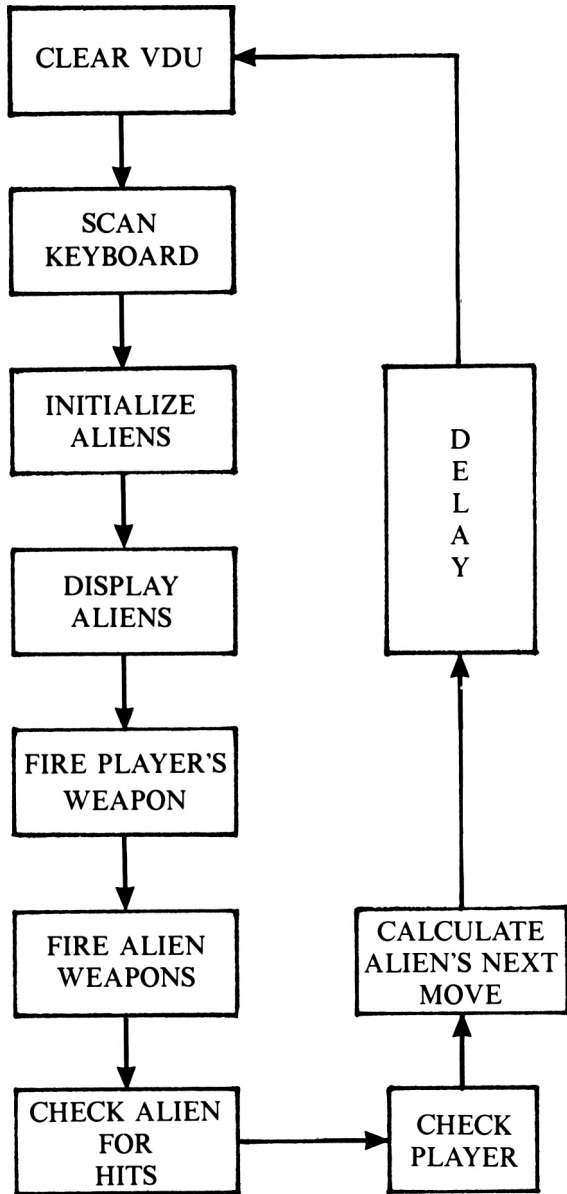 CLEAR VDU
SCAN
KEYBOARD
INITIALIZE
ALIENS
DISPLAY
ALIENS
FIRE PLAYER'S
WEAPON
FIRE ALIEN
WEAPONS
CHECK ALIEN
FOR
HITS
CHECK
PLAYER
CALCULATE
ALIEN'S NEXT
MOVE
D
E
L
A
Y